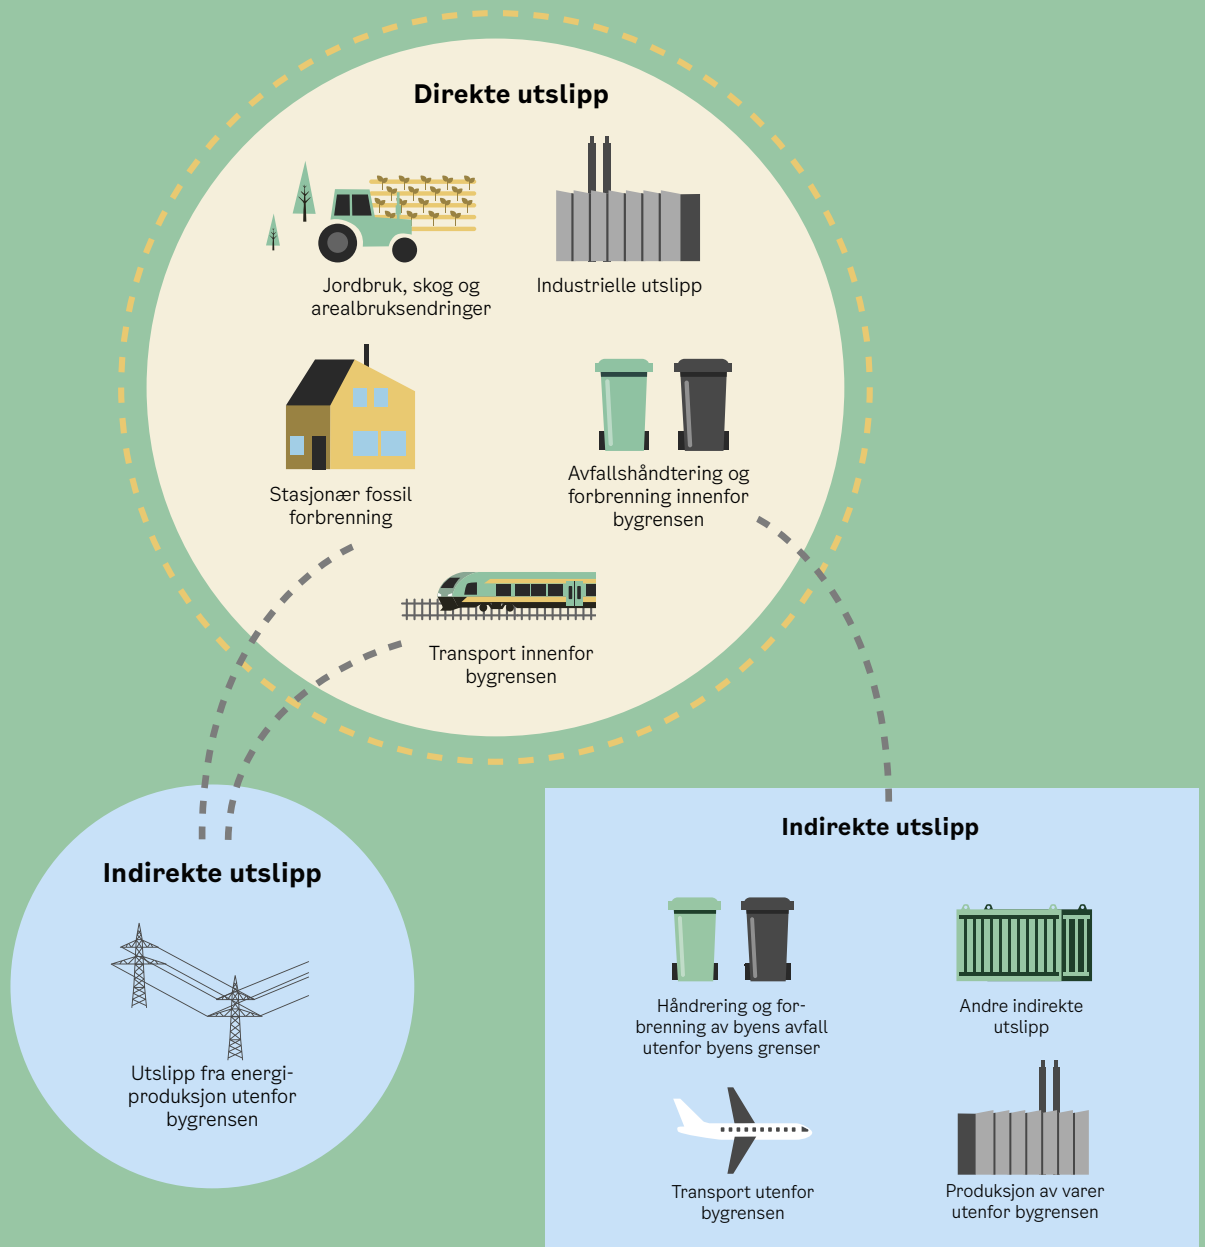 Direkte utslipp
Jordbruk, skog og
arealbruksendringer
Industrielle utslipp
Stasjonær fossil
forbrenning
Avfallshåndtering og
forbrenning innenfor
bygrensen
Transport innenfor
bygrensen
Indirekte utslipp
Utslipp fra energi-
produksjon utenfor
bygrensen
Indirekte utslipp
Håndrering og for-
brenning av byens avfall
utenfor byens grenser
Andre indirekte
utslipp
Transport utenfor
bygrensen
Produksjon av varer
utenfor bygrensen